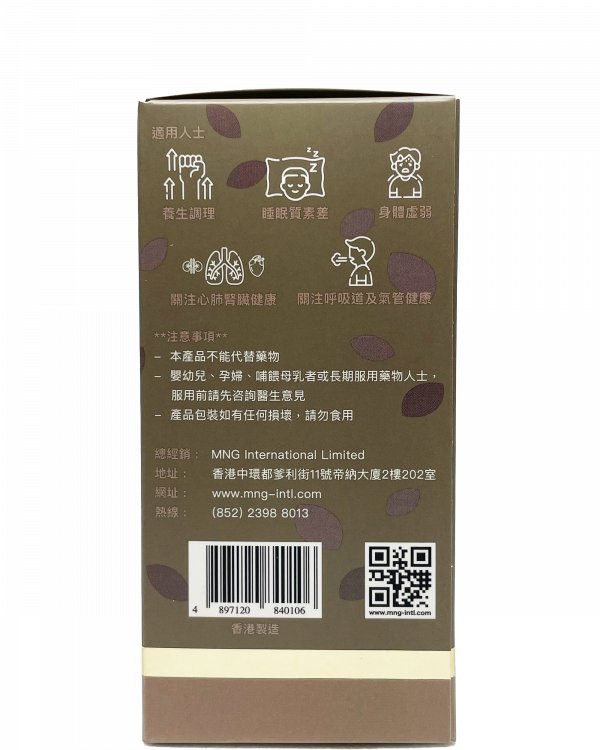 適用人士
z z z
養生調理 睡眠質素差 身體虛弱
關注心肺腎臟健康 關注呼吸道及氣管健康
**注意事項**
– 本產品不能代替藥物
– 嬰幼兒、孕婦、哺餵母乳者或長期服用藥物人士，
服用前請先咨詢醫生意見
– 產品包裝如有任何損壞，請勿食用
總經銷： MNG International Limited
地址： 香港中環都爹利街11號帝納大廈2樓202室
網址： www.mng-intl.com
熱線： (852) 2398 8013
4 897120 840106
www.mng-intl.com
香港製造